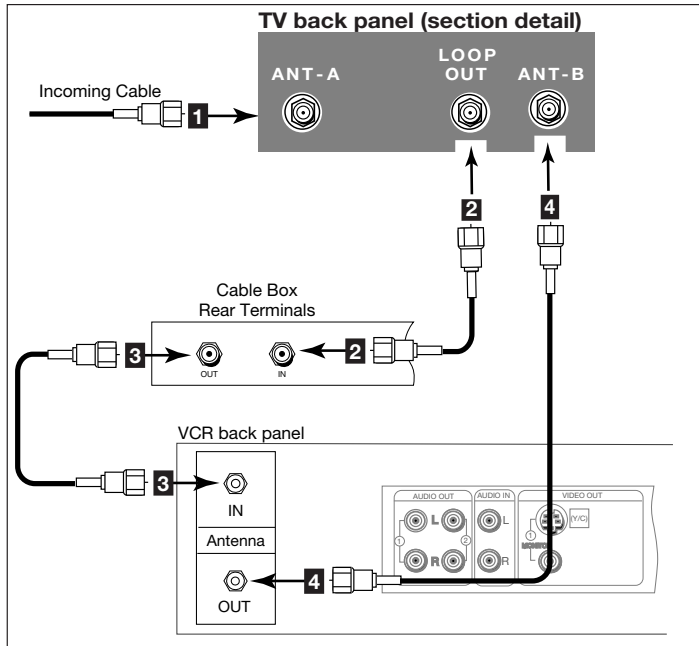 TV back panel (section detail)
LOOP
ANT-A OUT ANT-B
Incoming Cable
1
2 4
Cable Box
Rear Terminals
3 2
OUT IN
VCR back panel
3
IN
AUDIO OUT AUDIO IN VIDEO OUT
L L (Y/C)
1 2 1
Antenna
MONITOR
R R
4
OUT